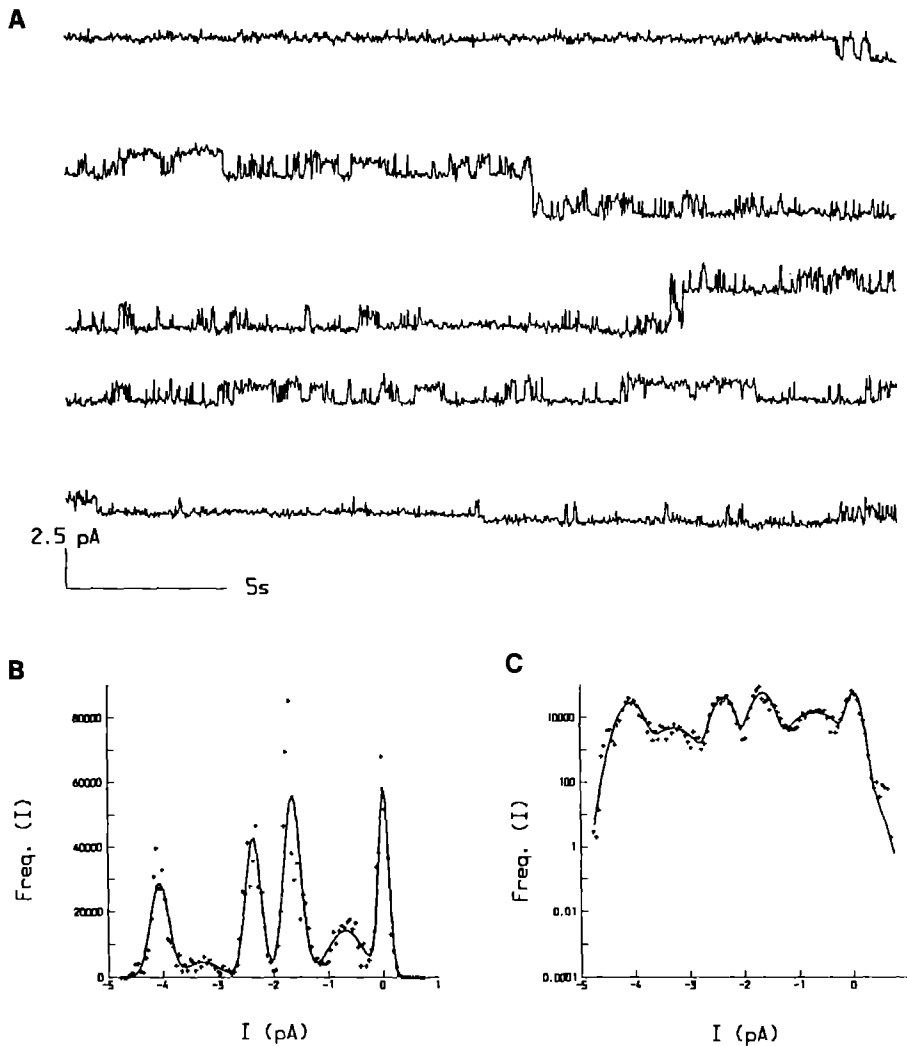 A
2.5 pA
5s
B
C
80000
60000
40000
20000
0
Freq. (I)
-5 -4 -3 -2 -1 0 1
I (pA)
10000
100
1
0.01
0.0001
Freq. (I)
-5 -4 -3 -2 -1 0
I (pA)